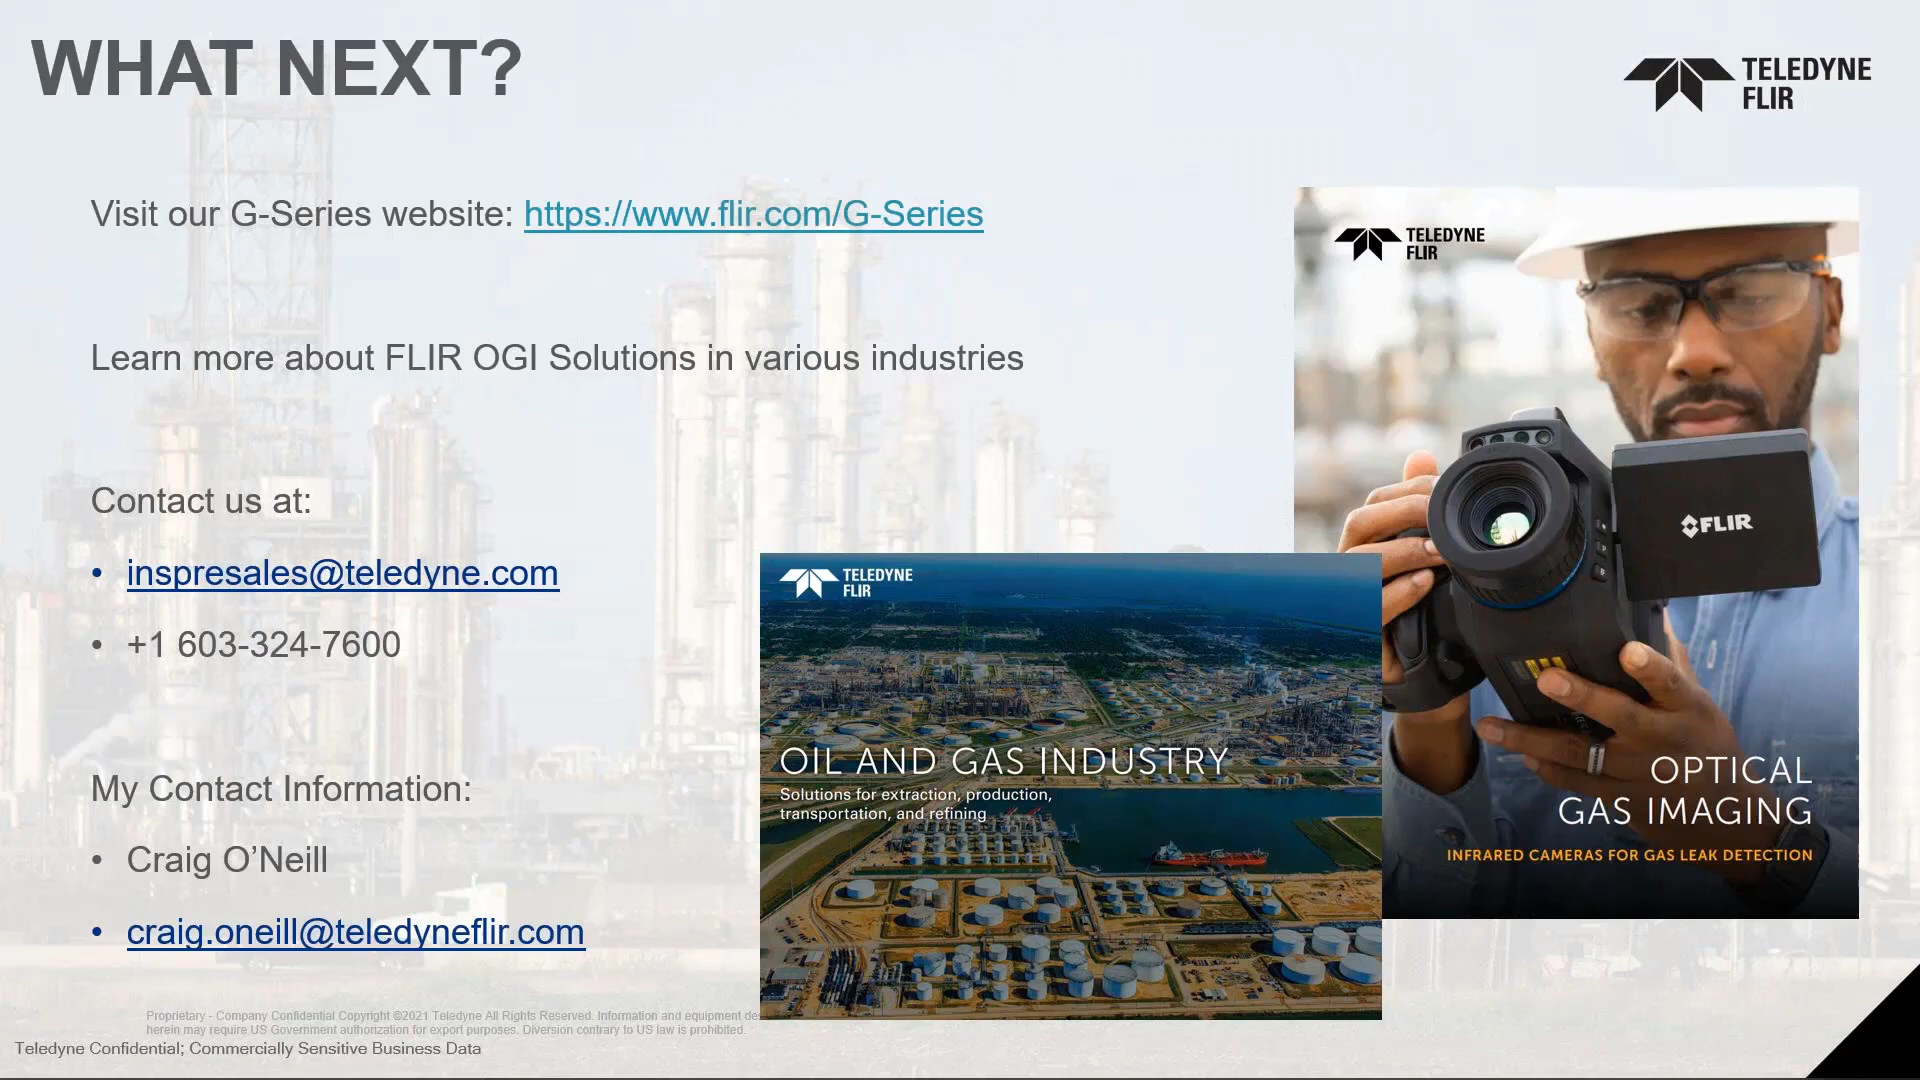 WHAT NEXT?
TELEDYNE
FLIR
Visit our G-Series website: https://www.flir.com/G-Series
Learn more about FLIR OGI Solutions in various industries
Contact us at:
• inspresales@teledyne.com
• +1 603-324-7600
My Contact Information:
• Craig O’Neill
• craig.oneill@teledyneflir.com
TELEDYNE
FLIR
OIL AND GAS INDUSTRY
Solutions for extraction, production,
transportation, and refining
TELEDYNE
FLIR
FLIR
OPTICAL
GAS IMAGING
INFRARED CAMERAS FOR GAS LEAK DETECTION
Proprietary - Company Confidential Copyright ©2021 Teledyne All Rights Reserved. Information and equipment
herein may require US Government authorization for export purposes. Diversion contrary to US law is prohibited.
Teledyne Confidential; Commercially Sensitive Business Data